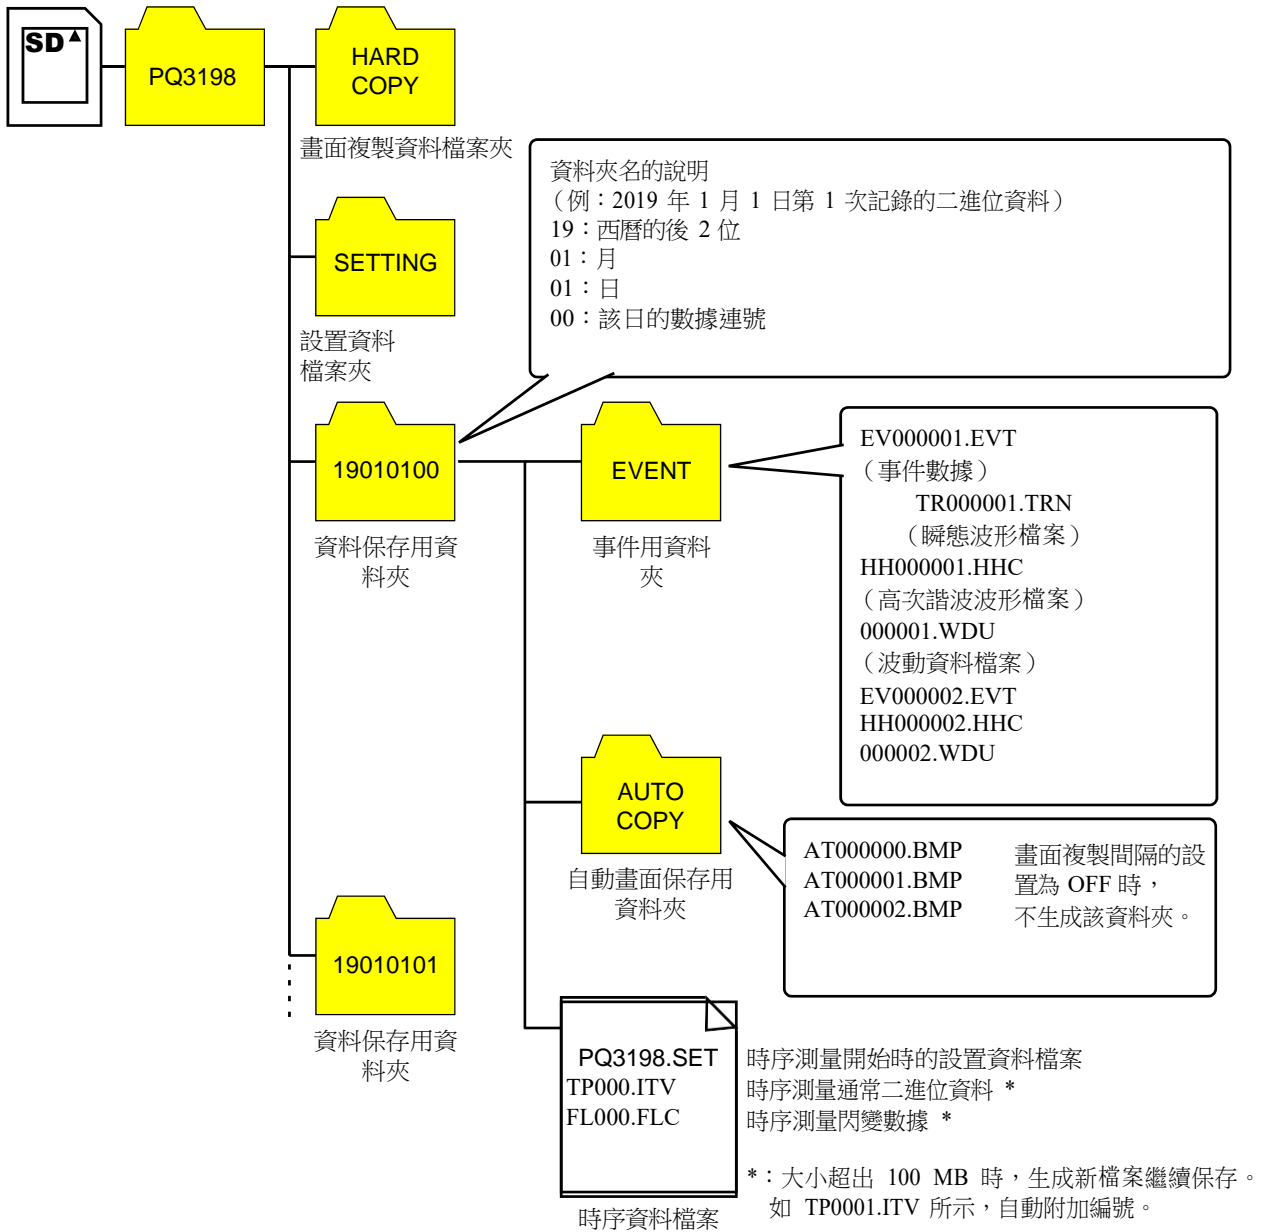 SD
PQ3198
HARD
COPY
畫面複製資料檔案夾
資料夾名的說明
（例：2019 年 1 月 1 日第 1 次記錄的二進位資料）
19：西曆的後 2 位
01：月
01：日
00：該日的數據連號
SETTING
設置資料
檔案夾
19010100
資料保存用資
料夾
EVENT
事件用資料
夾
EV000001.EVT
（事件數據）
TR000001.TRN
（瞬態波形檔案）
HH000001.HHC
（高次諧波波形檔案）
000001.WDU
（波動資料檔案）
EV000002.EVT
HH000002.HHC
000002.WDU
AUTO
COPY
自動畫面保存用
資料夾
AT000000.BMP
AT000001.BMP
AT000002.BMP
畫面複製間隔的設
置為 OFF 時，
不生成該資料夾。
19010101
資料保存用資
料夾
PQ3198.SET
TP000.ITV
FL000.FLC
時序資料檔案
時序測量開始時的設置資料檔案
時序測量通常二進位資料 *
時序測量閃變數據 *
*：大小超出 100 MB 時，生成新檔案繼續保存。
如 TP0001.ITV 所示，自動附加編號。